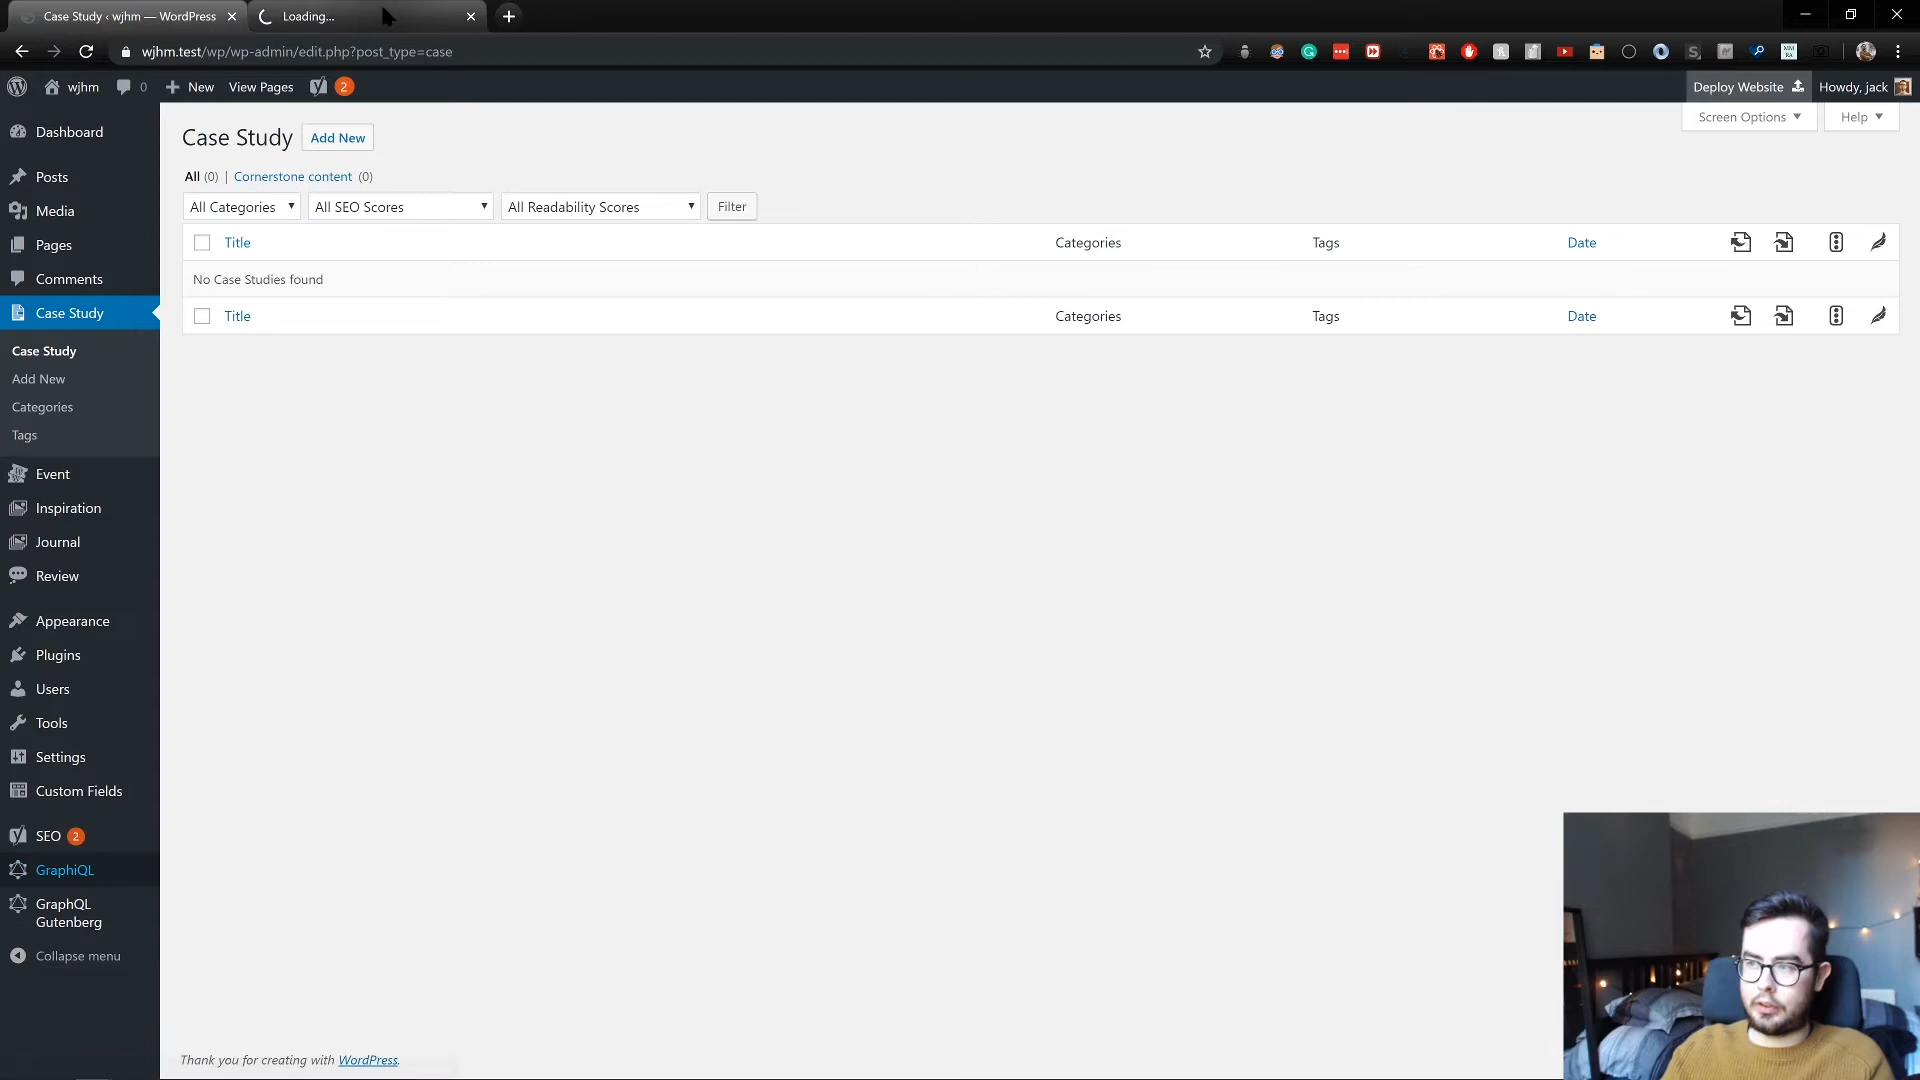 Case Study ‹ wjhm — WordPress
Loading...
wjhm.test/wp/wp-admin/edit.php?post_type=case
wjhm
0
New
View Pages
2
Deploy Website
Howdy, jack
Screen Options
Help
Dashboard
Posts
Media
Pages
Comments
Case Study
Case Study
Add New
Categories
Tags
Event
Inspiration
Journal
Review
Appearance
Plugins
Users
Tools
Settings
Custom Fields
SEO 2
GraphiQL
GraphQL
Gutenberg
Collapse menu
Case Study Add New
All (0) | Cornerstone content (0)
All Categories All SEO Scores All Readability Scores Filter
Title Categories Tags Date
No Case Studies found
Title Categories Tags Date
Thank you for creating with WordPress.